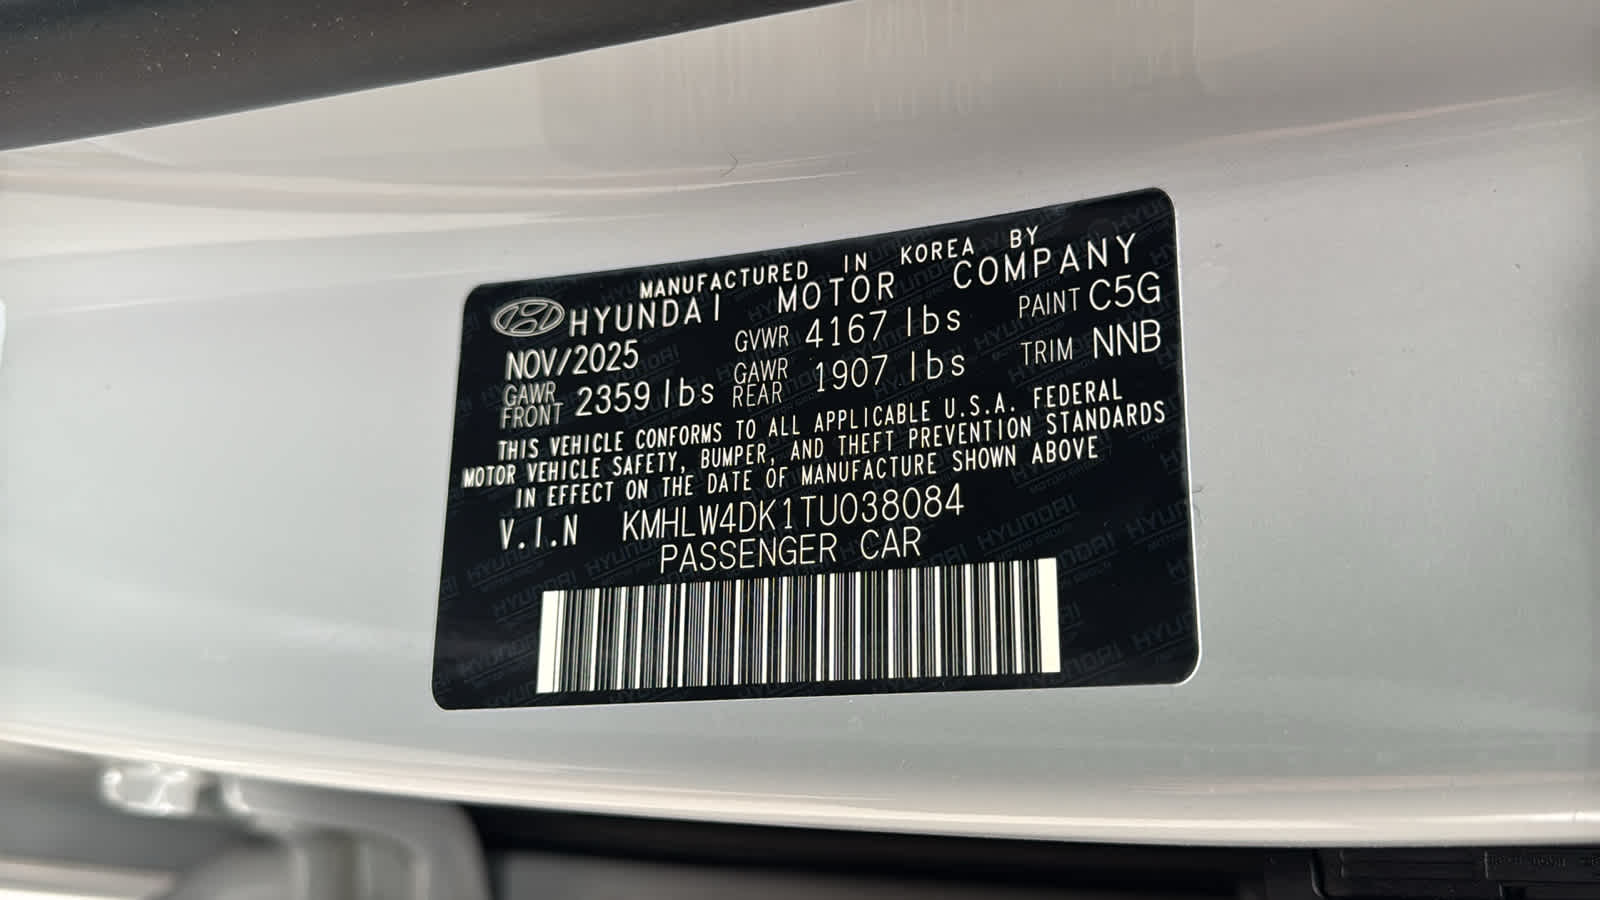 MANUFACTURED IN KOREA BY
HYUNDAI MOTOR COMPANY
NOV/2025 GVWR 4167 lbs PAINT C5G
GAWR FRONT 2359 lbs GAWR REAR 1907 lbs TRIM NNB
THIS VEHICLE CONFORMS TO ALL APPLICABLE U.S.A. FEDERAL
MOTOR VEHICLE SAFETY, BUMPER, AND THEFT PREVENTION STANDARDS
IN EFFECT ON THE DATE OF MANUFACTURE SHOWN ABOVE
V.I.N KMHLW4DK1TU038084
PASSENGER CAR